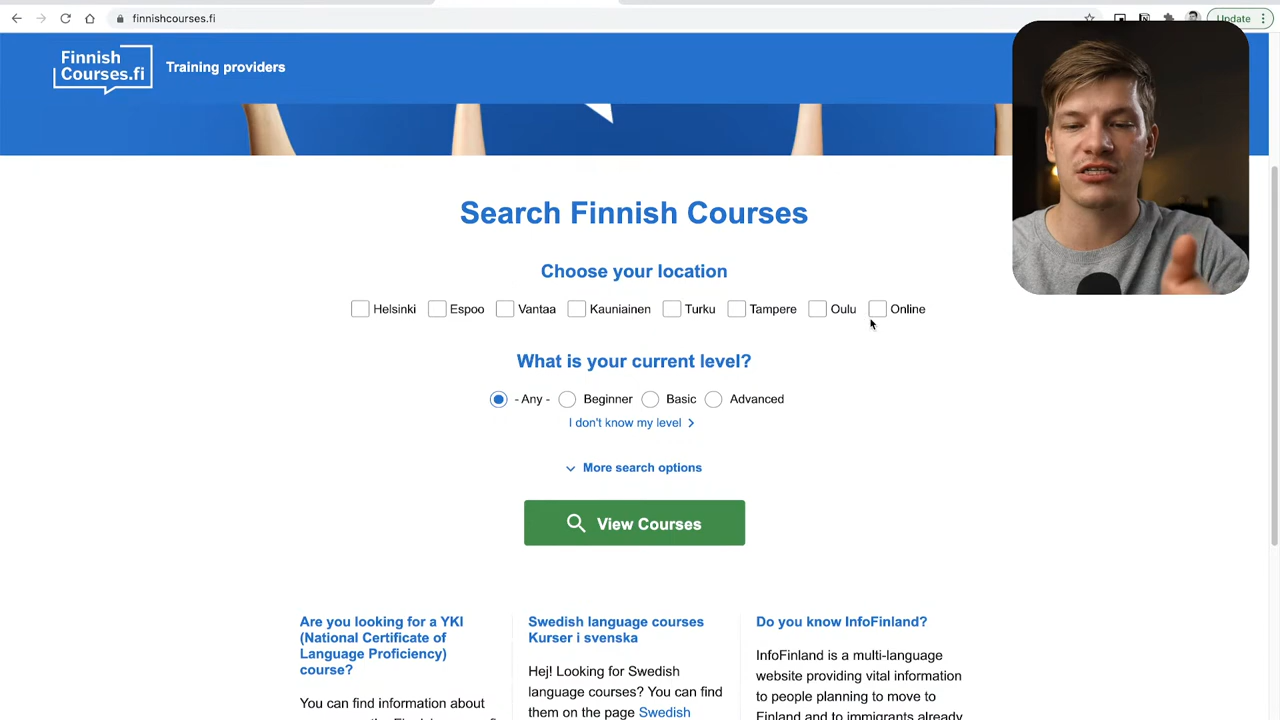 finnishcourses.fi
Update
Finnish
Courses.fi
Training providers
Search Finnish Courses
Choose your location
Helsinki Espoo Vantaa Kauniainen Turku Tampere Oulu Online
What is your current level?
- Any - Beginner Basic Advanced
I don't know my level
More search options
View Courses
Are you looking for a YKI
(National Certificate of
Language Proficiency)
course?
You can find information about
Swedish language courses
Kurser i svenska
Hej! Looking for Swedish
language courses? You can find
them on the page Swedish
Do you know InfoFinland?
InfoFinland is a multi-language
website providing vital information
to people planning to move to
Finland and to immigrants already